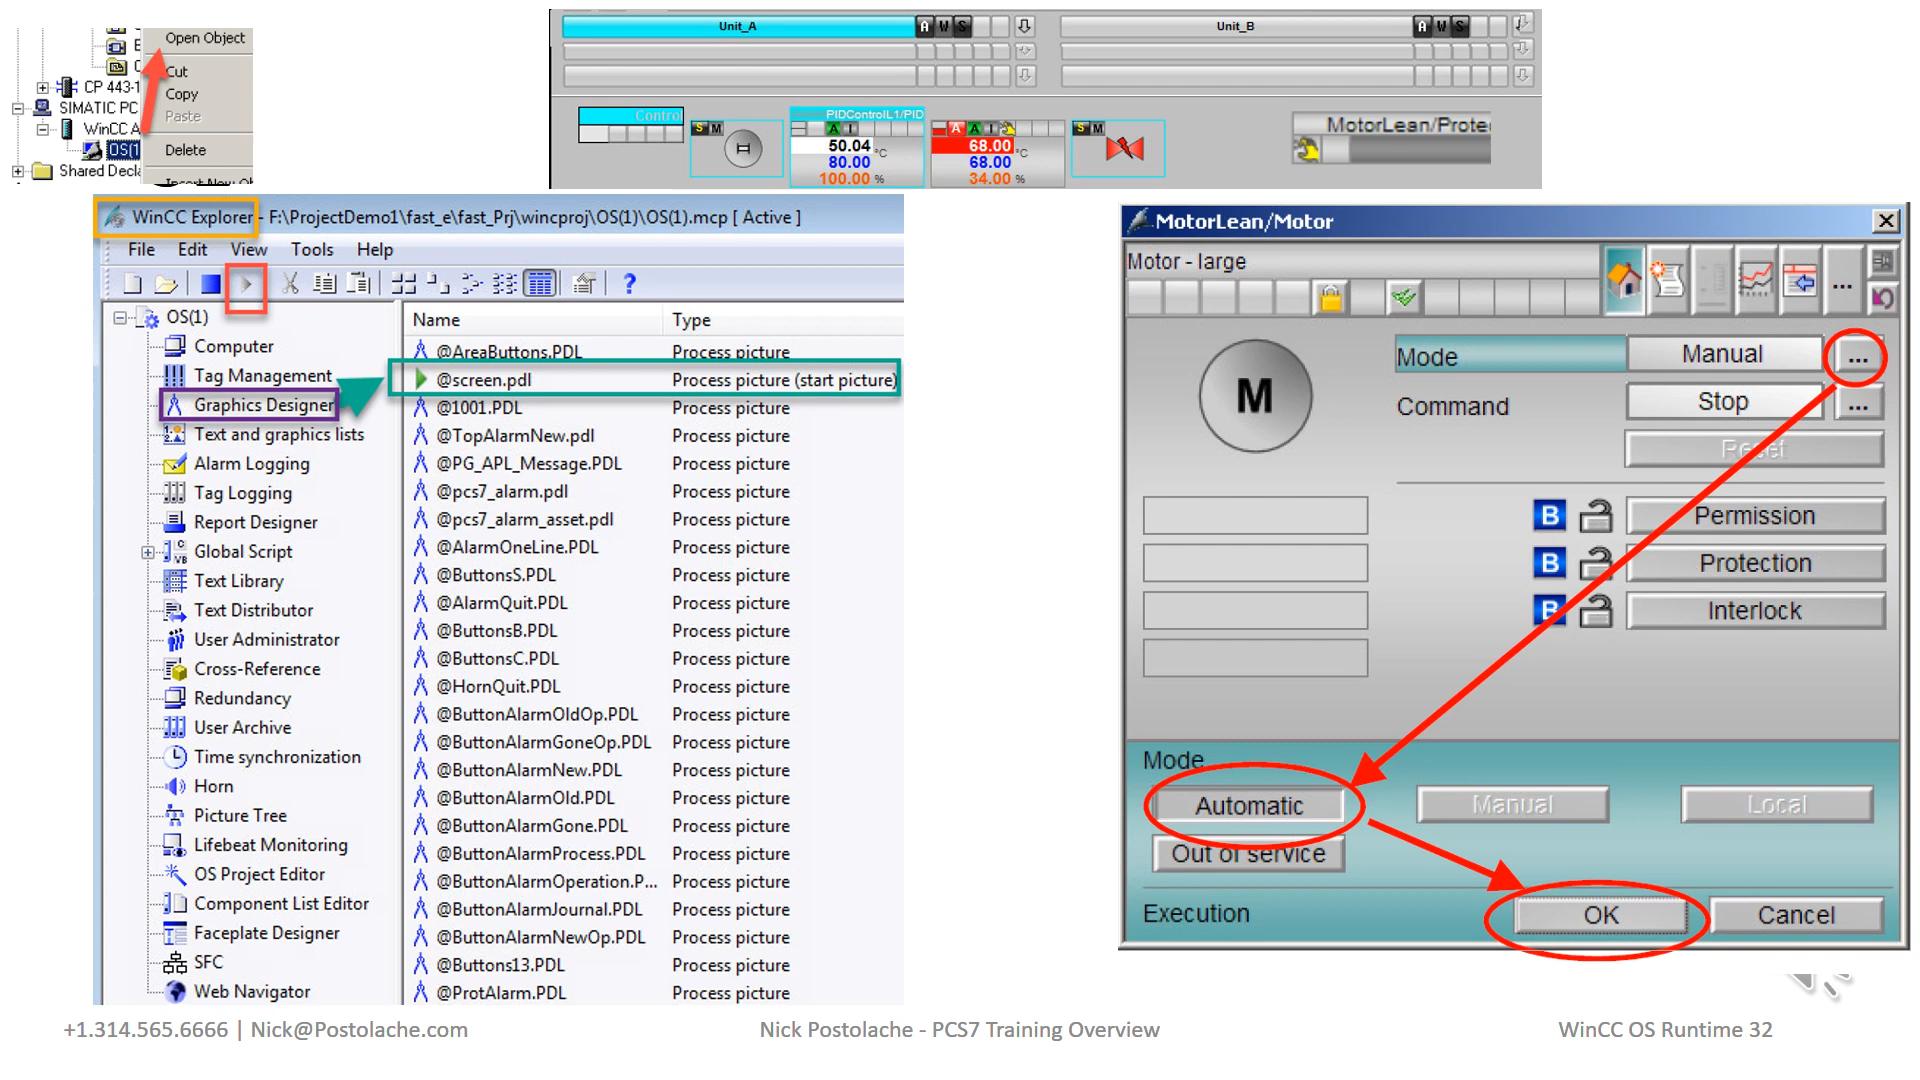 Open Object
Cut
Copy
Paste
Delete
CP 443-1
SIMATIC PC
WinCC A
OS(1
Shared Decla
Unit_A
A W S
Unit_B
A W S
Control
S M
PIDControlL1/PID
A I
50.04 °C
80.00
100.00 %
A A I
68.00 °C
68.00
34.00 %
S M
MotorLean/Prote
WinCC Explorer - F:\ProjectDemo1\fast_e\fast_Prj\wincproj\OS(1)\OS(1).mcp [ Active ]
File Edit View Tools Help
OS(1)
Computer
Tag Management
Graphics Designer
Text and graphics lists
Alarm Logging
Tag Logging
Report Designer
Global Script
Text Library
Text Distributor
User Administrator
Cross-Reference
Redundancy
User Archive
Time synchronization
Horn
Picture Tree
Lifebeat Monitoring
OS Project Editor
Component List Editor
Faceplate Designer
SFC
Web Navigator
Name Type
@AreaButtons.PDL Process picture
@screen.pdl Process picture (start picture)
@1001.PDL Process picture
@TopAlarmNew.pdl Process picture
@PG_APL_Message.PDL Process picture
@pcs7_alarm.pdl Process picture
@pcs7_alarm_asset.pdl Process picture
@AlarmOneLine.PDL Process picture
@ButtonsS.PDL Process picture
@AlarmQuit.PDL Process picture
@ButtonsB.PDL Process picture
@ButtonsC.PDL Process picture
@HornQuit.PDL Process picture
@ButtonAlarmOldOp.PDL Process picture
@ButtonAlarmGoneOp.PDL Process picture
@ButtonAlarmNew.PDL Process picture
@ButtonAlarmOld.PDL Process picture
@ButtonAlarmGone.PDL Process picture
@ButtonAlarmProcess.PDL Process picture
@ButtonAlarmOperation.P... Process picture
@ButtonAlarmJournal.PDL Process picture
@ButtonAlarmNewOp.PDL Process picture
@Buttons13.PDL Process picture
@ProtAlarm.PDL Process picture
MotorLean/Motor
Motor - large
...
M
Mode Manual ...
Command Stop ...
Reset
B Permission
B Protection
B Interlock
Mode
Automatic Manual Local
Out of service
Execution OK Cancel
+1.314.565.6666 | Nick@Postolache.com
Nick Postolache - PCS7 Training Overview
WinCC OS Runtime 32